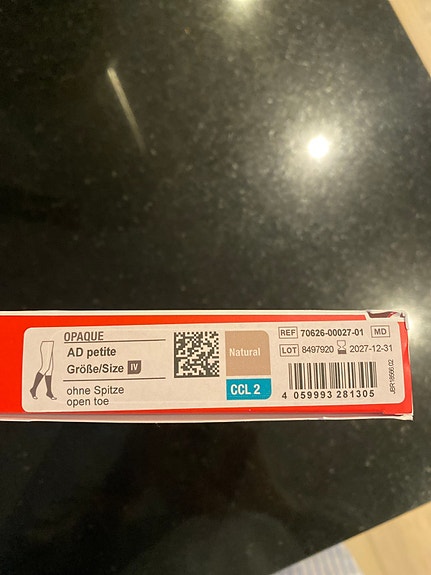 OPAQUE
AD petite
Größe/Size IV
ohne Spitze
open toe
Natural
CCL 2
REF 70626-00027-01 MD
LOT 8497920 2027-12-31
4 059993 281305